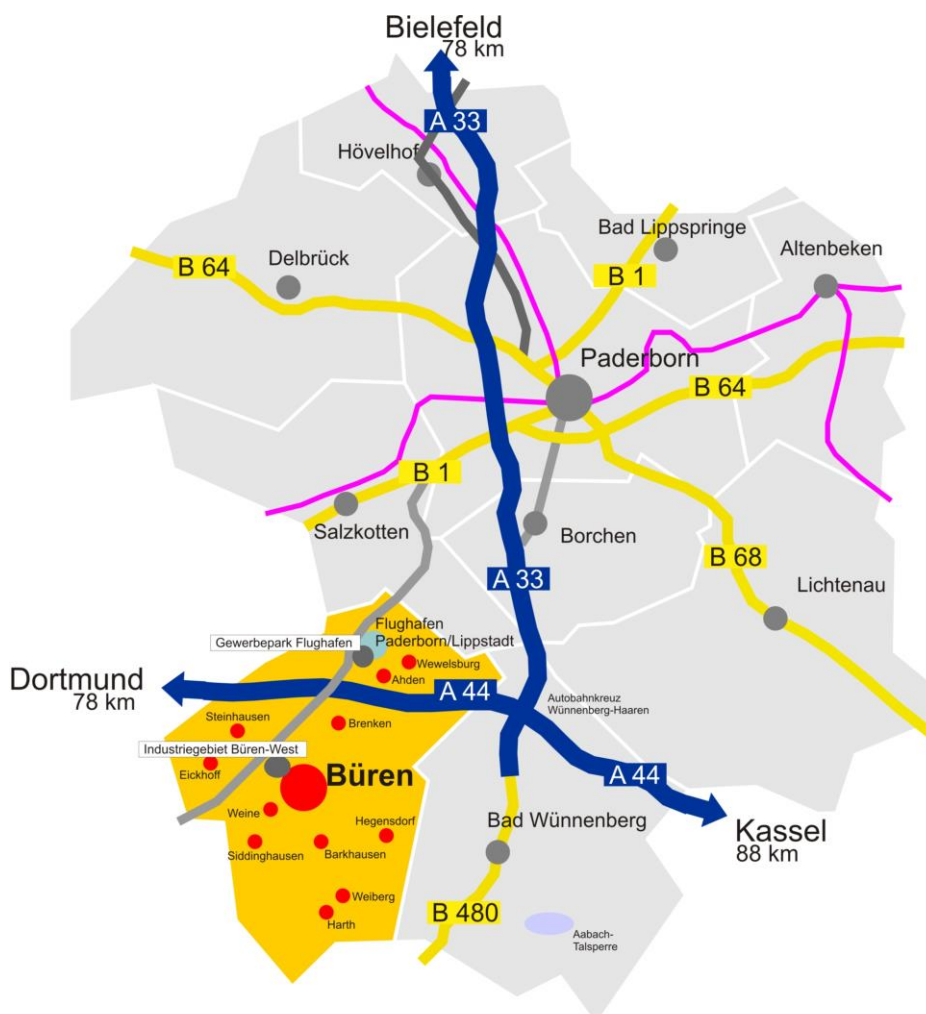 Bielefeld
78 km
A 33
Hövelhof
Bad Lippspringe
Altenbeken
B 64
Delbrück
B 1
Paderborn
B 64
B 1
Salzkotten
Borchen
B 68
A 33
Lichtenau
Flughafen
Paderborn/Lippstadt
Gewerbepark Flughafen
Wewelsburg
Ahden
Dortmund
78 km
A 44
Autobahnkreuz
Wünnenberg-Haaren
Steinhausen
Brenken
Industriegebiet Büren-West
Eickhoff
Büren
A 44
Weine
Hegensdorf
Bad Wünnenberg
Kassel
88 km
Siddinghausen
Barkhausen
Weiberg
Harth
B 480
Aabach-
Talsperre